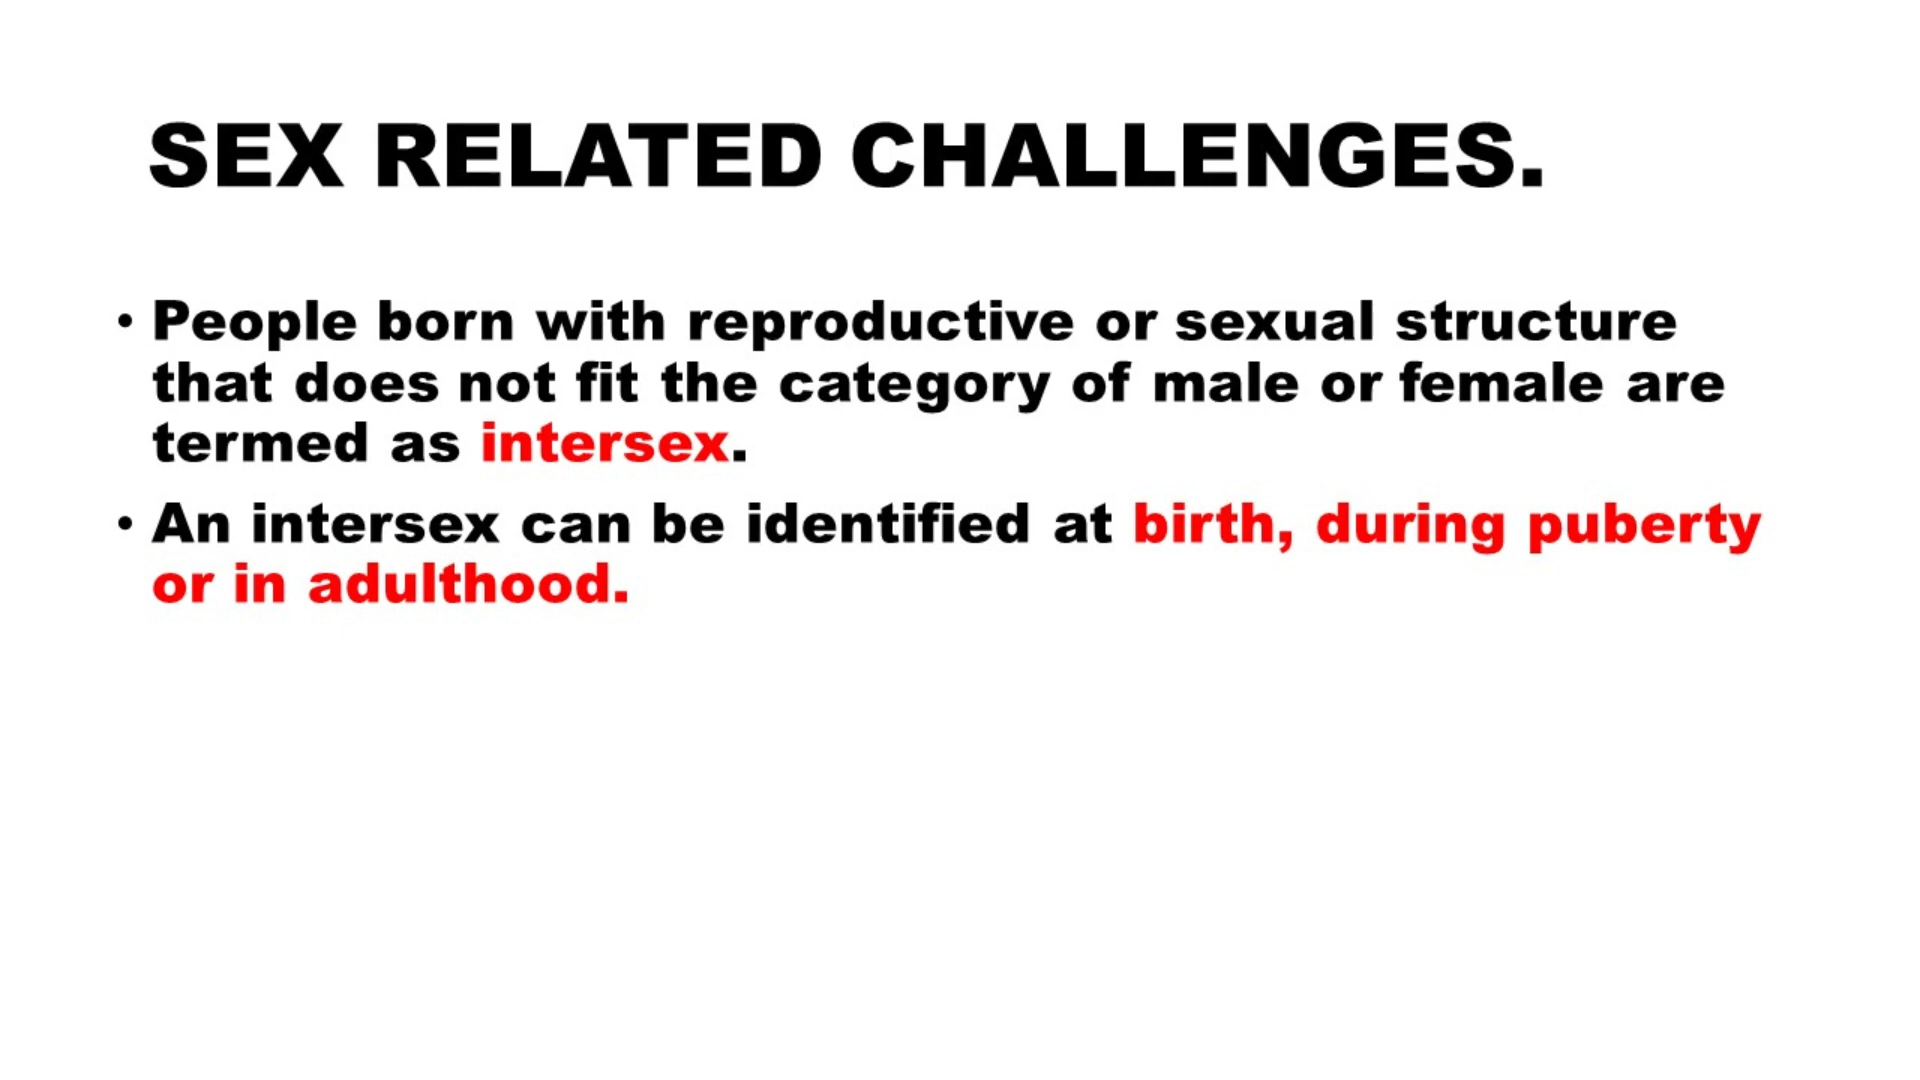 SEX RELATED CHALLENGES.
• People born with reproductive or sexual structure
that does not fit the category of male or female are
termed as intersex.
• An intersex can be identified at birth, during puberty
or in adulthood.